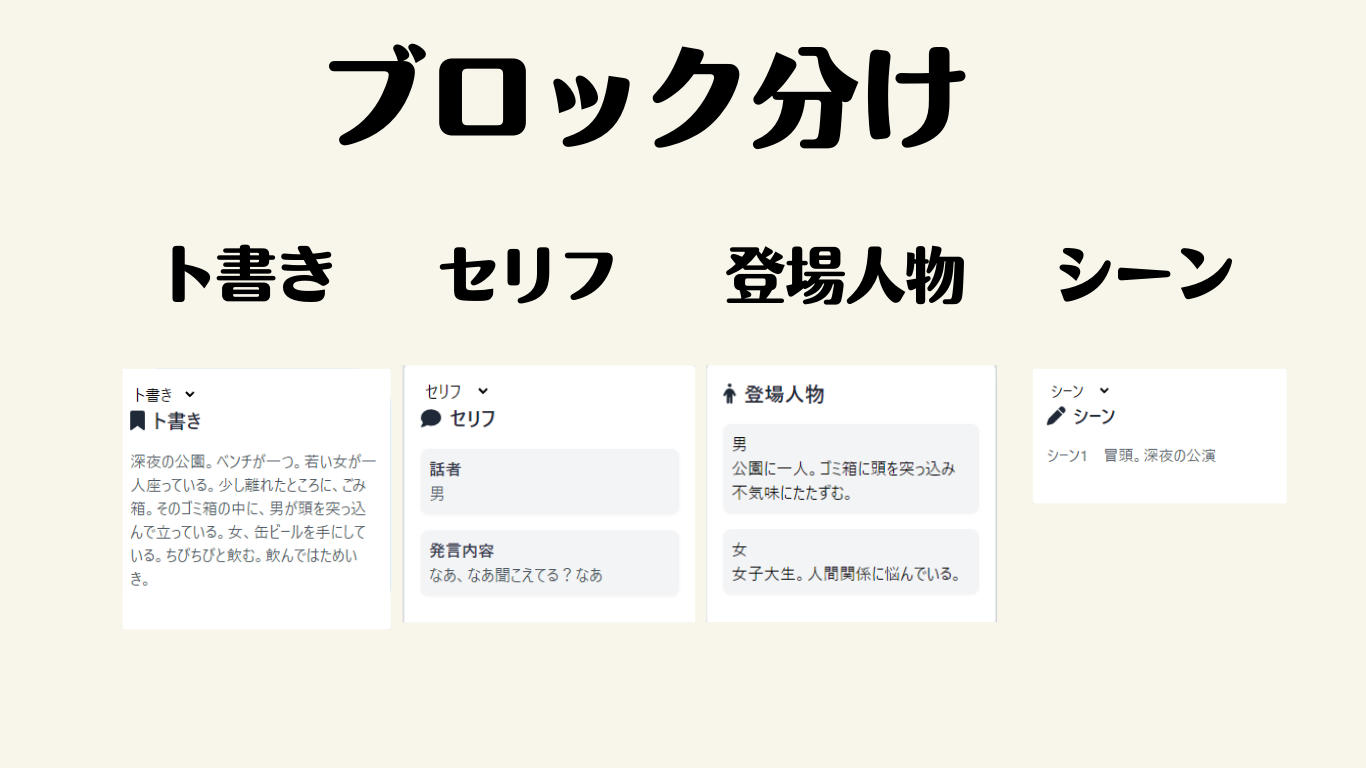 ブロック分け
ト書き
セリフ
登場人物
シーン
ト書き
ト書き
深夜の公園。ベンチが一つ。若い女が一
人座っている。少し離れたところに、ごみ
箱。そのゴミ箱の中に、男が頭を突っ込
んで立っている。女、缶ビールを手にして
いる。ちびちびと飲む。飲んではためい
き。
セリフ
セリフ
話者
男
発言内容
なあ、なあ聞こえてる？なあ
登場人物
男
公園に一人。ゴミ箱に頭を突っ込み
不気味にたたずむ。
女
女子大生。人間関係に悩んでいる。
シーン
シーン
シーン1　冒頭。深夜の公演